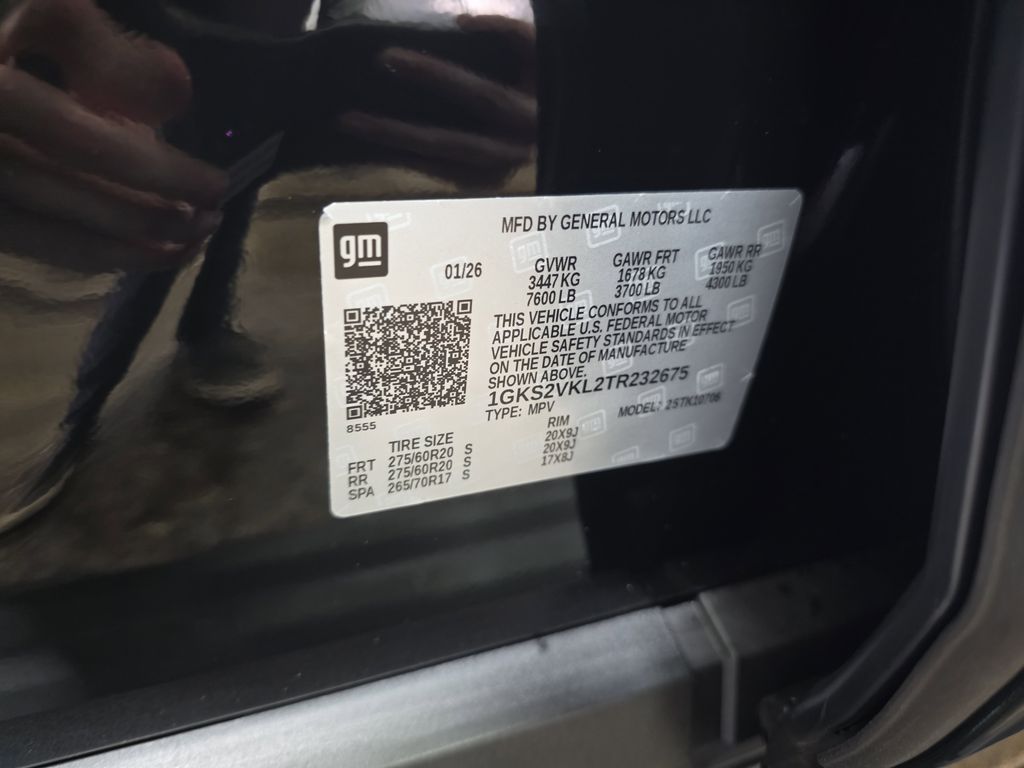 MFD BY GENERAL MOTORS LLC
gm
01/26
GVWR GAWR FRT GAWR RR
3447 KG 1678 KG 1950 KG
7600 LB 3700 LB 4300 LB
THIS VEHICLE CONFORMS TO ALL
APPLICABLE U.S. FEDERAL MOTOR
VEHICLE SAFETY STANDARDS IN EFFECT
ON THE DATE OF MANUFACTURE
SHOWN ABOVE.
1GKS2VKL2TR232675
TYPE: MPV MODEL: 25TK10706
8555
TIRE SIZE RIM
FRT 275/60R20 S 20X9J
RR 275/60R20 S 20X9J
SPA 265/70R17 S 17X8J